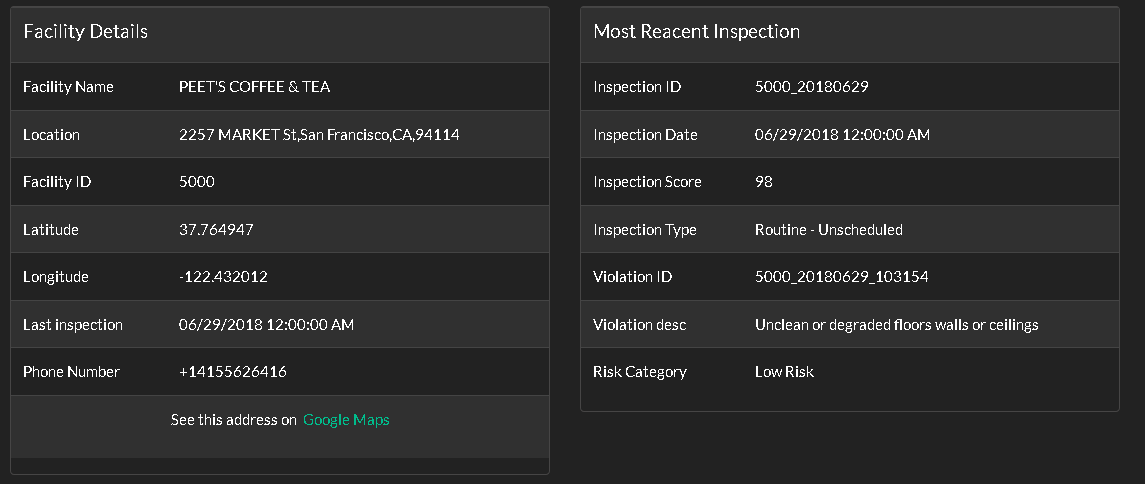 Facility Details
Facility Name PEET'S COFFEE & TEA
Location 2257 MARKET St,San Francisco,CA,94114
Facility ID 5000
Latitude 37.764947
Longitude -122.432012
Last inspection 06/29/2018 12:00:00 AM
Phone Number +14155626416
See this address on Google Maps
Most Reacent Inspection
Inspection ID 5000_20180629
Inspection Date 06/29/2018 12:00:00 AM
Inspection Score 98
Inspection Type Routine - Unscheduled
Violation ID 5000_20180629_103154
Violation desc Unclean or degraded floors walls or ceilings
Risk Category Low Risk